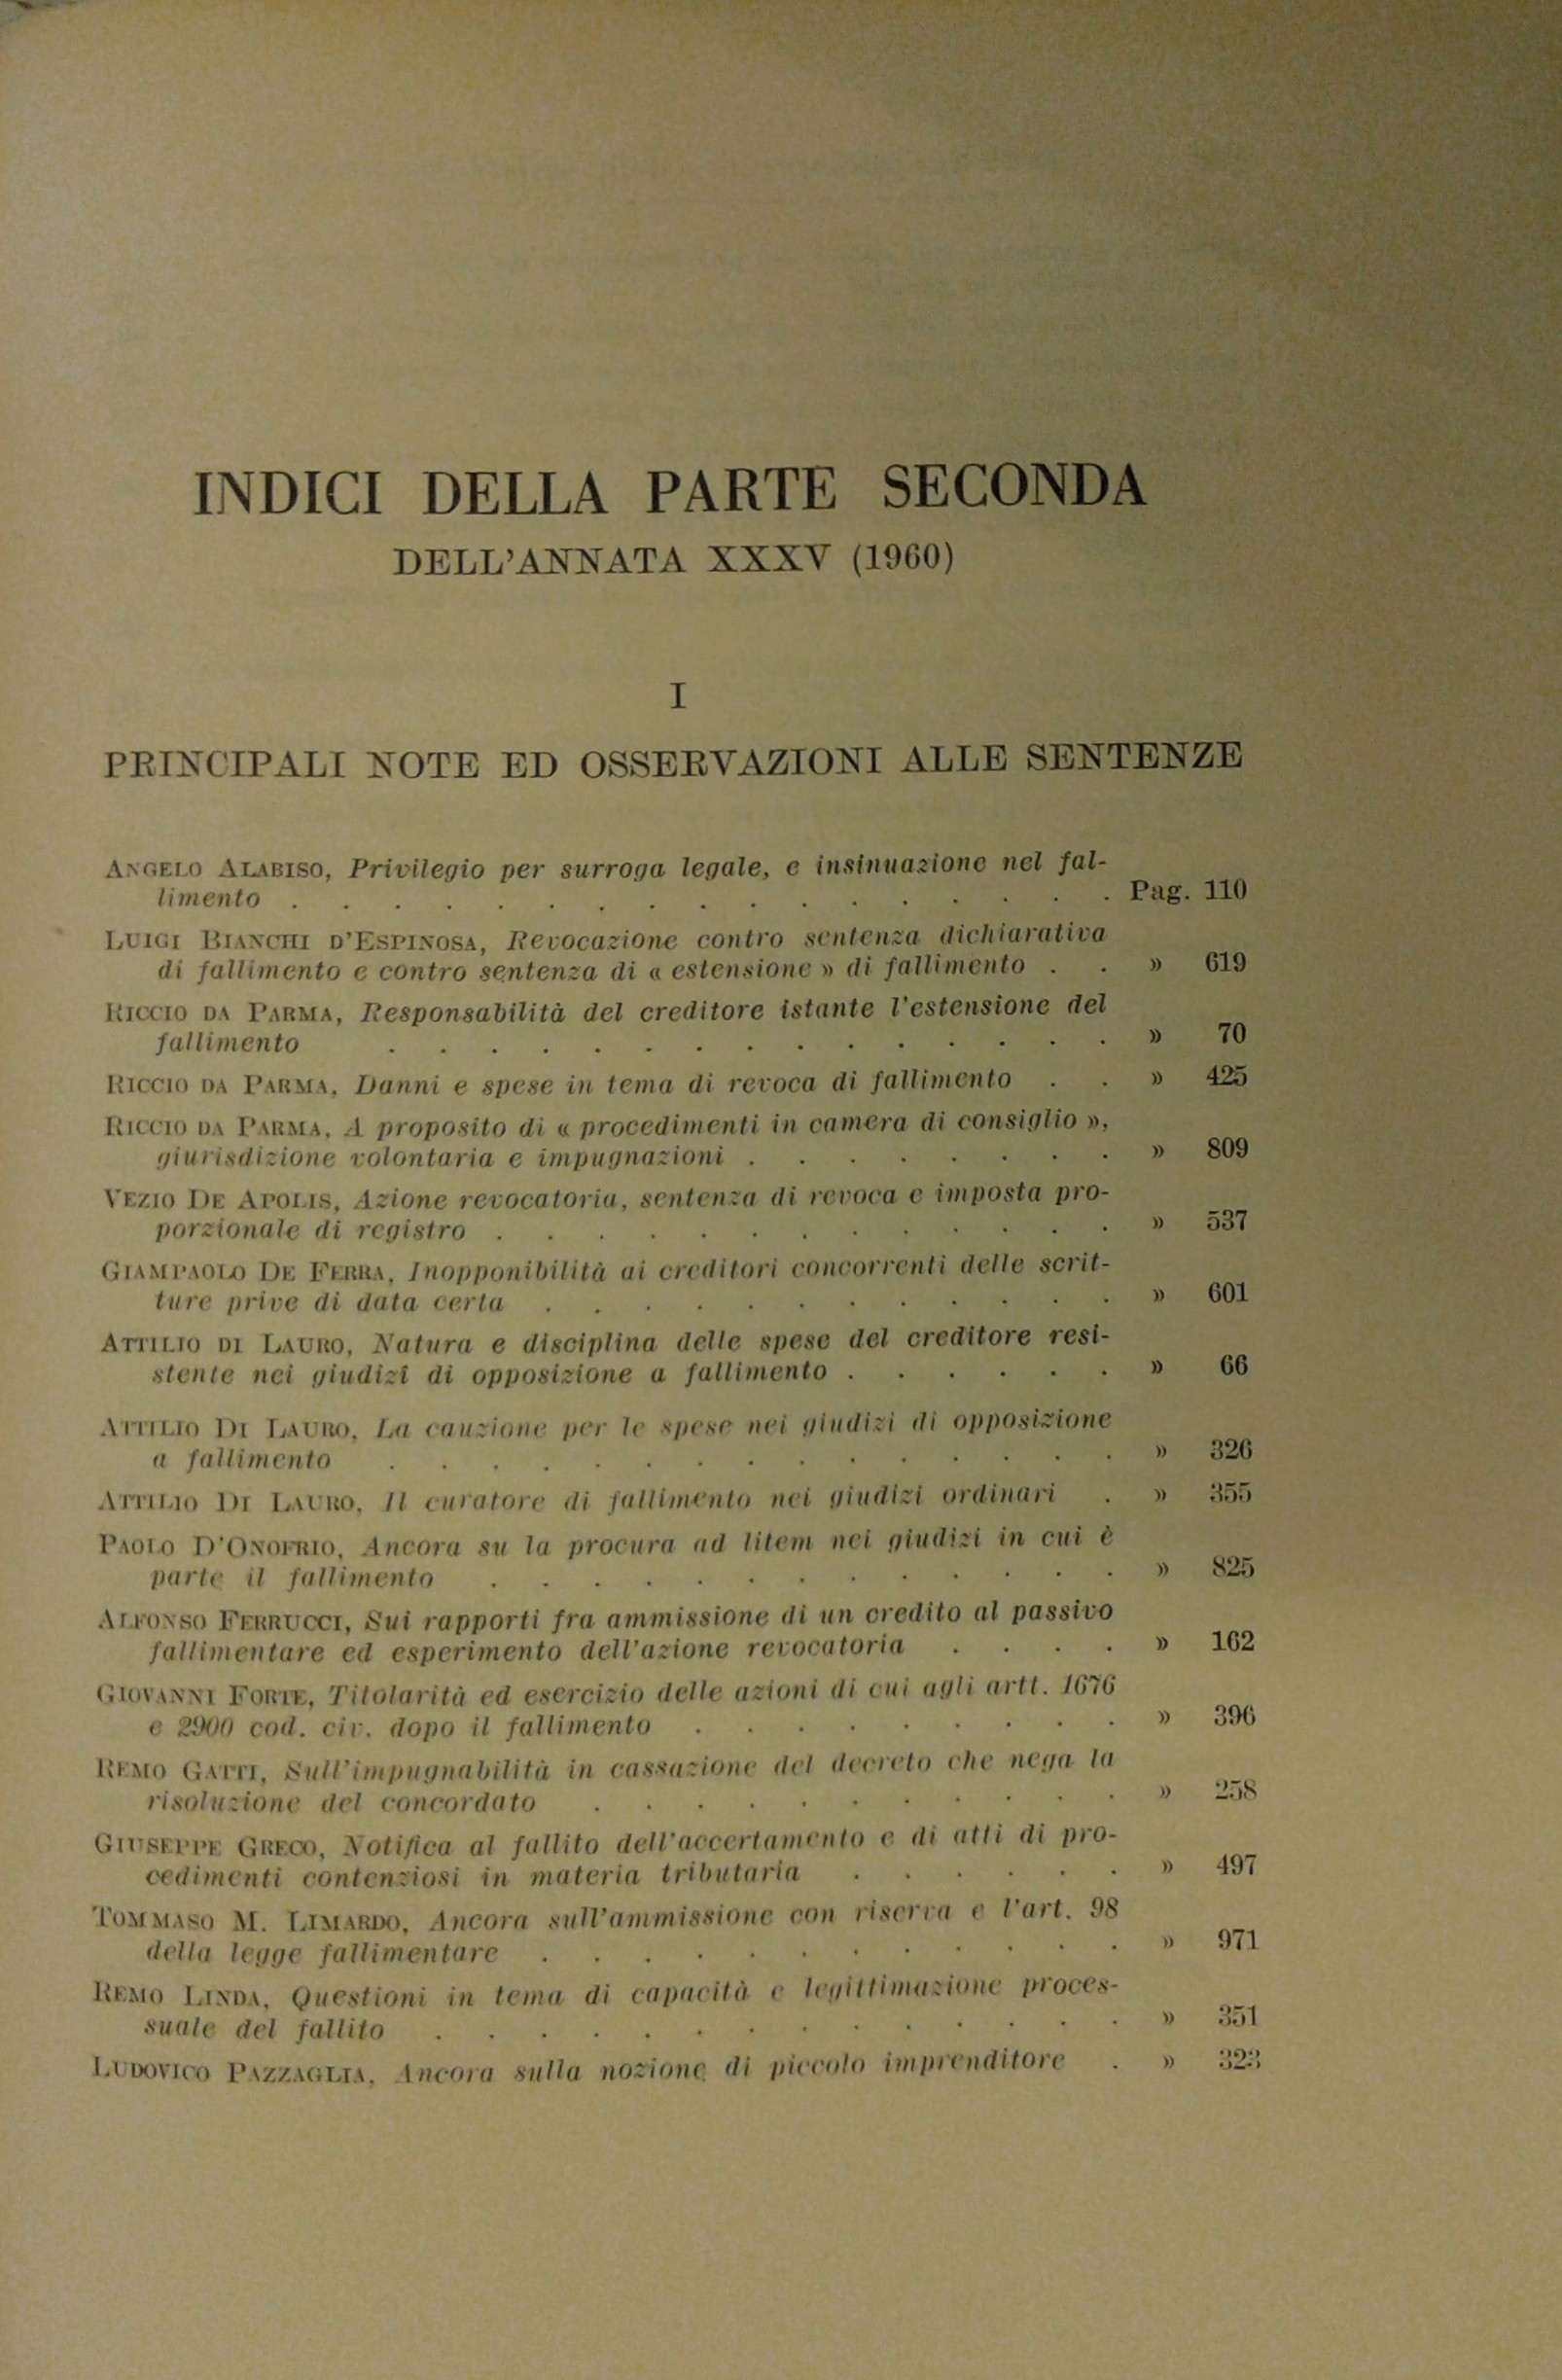 INDICI DELLA PARTE SECONDA
DELL'ANNATA XXXV (1960)
I
PRINCIPALI NOTE ED OSSERVAZIONI ALLE SENTENZE
ANGELO ALABISO, Privilegio per surroga legale, e insinuazione nel fal-
limento . . . . . . . . . . . . . . . . . Pag. 110
LUIGI BIANCHI D'ESPINOSA, Revocazione contro sentenza dichiarativa
di fallimento e contro sentenza di « estensione » di fallimento . . » 619
RICCIO DA PARMA, Responsabilità del creditore istante l'estensione del
fallimento . . . . . . . . . . . . . . . » 70
RICCIO DA PARMA, Danni e spese in tema di revoca di fallimento . . » 425
RICCIO DA PARMA, A proposito di « procedimenti in camera di consiglio »,
giurisdizione volontaria e impugnazioni . . . . . . . . » 809
VEZIO DE APOLIS, Azione revocatoria, sentenza di revoca e imposta pro-
porzionale di registro . . . . . . . . . . . . . » 537
GIAMPAOLO DE FERRA, Inopponibilità ai creditori concorrenti delle scrit-
ture prive di data certa . . . . . . . . . . . . » 601
ATTILIO DI LAURO, Natura e disciplina delle spese del creditore resi-
stente nei giudizi di opposizione a fallimento . . . . . . » 66
ATTILIO DI LAURO, La cauzione per le spese nei giudizi di opposizione
a fallimento . . . . . . . . . . . . . . . » 326
ATTILIO DI LAURO, Il curatore di fallimento nei giudizi ordinari . » 355
PAOLO D'ONOFRIO, Ancora su la procura ad litem nei giudizi in cui è
parte il fallimento . . . . . . . . . . . . . » 825
ALFONSO FERRUCCI, Sui rapporti fra ammissione di un credito al passivo
fallimentare ed esperimento dell'azione revocatoria . . . . » 162
GIOVANNI FORTE, Titolarità ed esercizio delle azioni di cui agli artt. 1676
e 2900 cod. civ. dopo il fallimento . . . . . . . . . » 396
REMO GATTI, Sull'impugnabilità in cassazione del decreto che nega la
risoluzione del concordato . . . . . . . . . . . » 258
GIUSEPPE GRECO, Notifica al fallito dell'accertamento e di atti di pro-
cedimenti contenziosi in materia tributaria . . . . . . » 497
TOMMASO M. LIMARDO, Ancora sull'ammissione con riserva e l'art. 98
della legge fallimentare . . . . . . . . . . . . » 971
REMO LINDA, Questioni in tema di capacità e legittimazione proces-
suale del fallito . . . . . . . . . . . . . . » 351
LUDOVICO PAZZAGLIA, Ancora sulla nozione di piccolo imprenditore . » 323